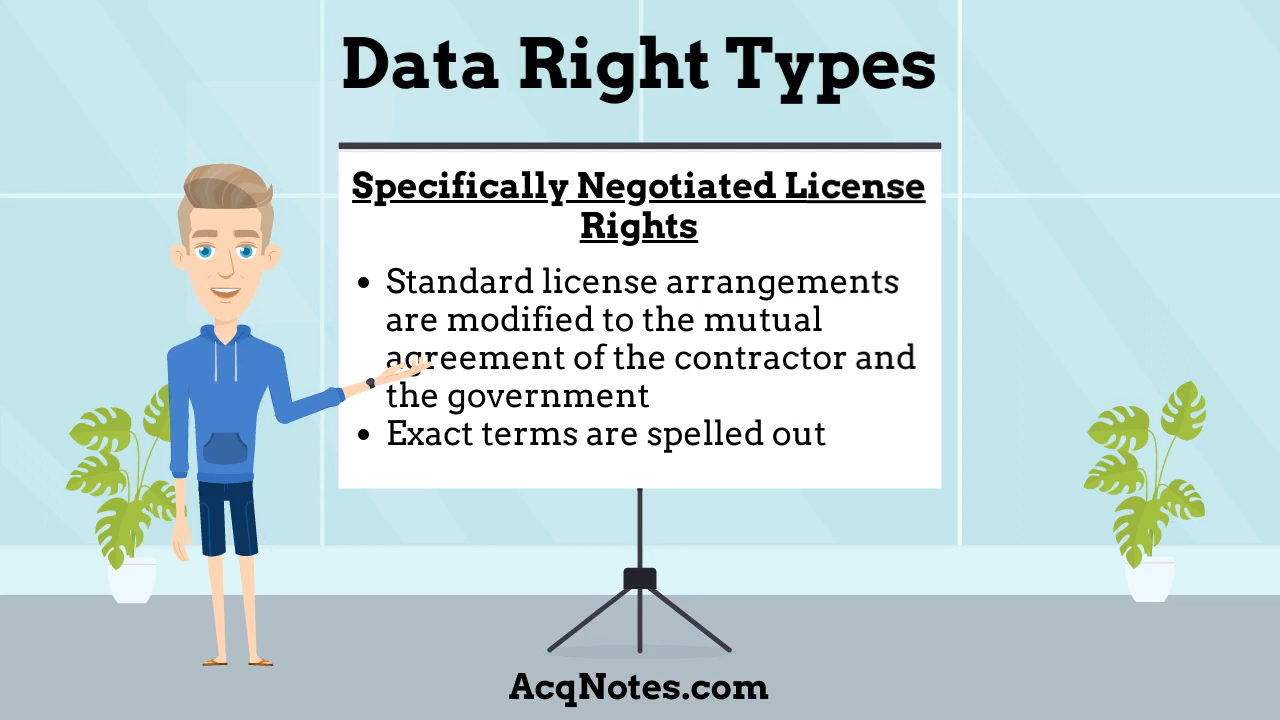 Data Right Types
Specifically Negotiated License
Rights
• Standard license arrangements
are modified to the mutual
agreement of the contractor and
the government
• Exact terms are spelled out
AcqNotes.com